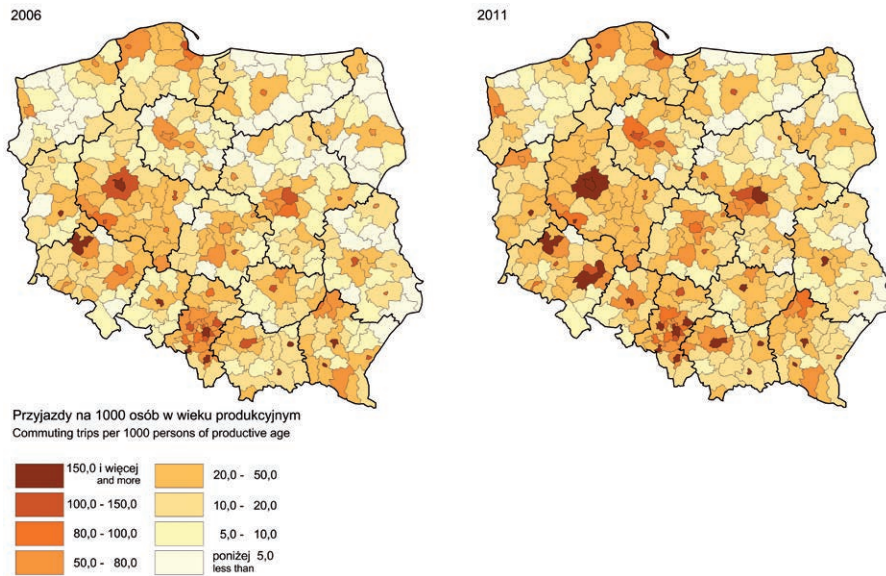 2006
2011
Przyjazdy na 1000 osób w wieku produkcyjnym
Commuting trips per 1000 persons of productive age
150,0 i więcej
and more
100,0 - 150,0
80,0 - 100,0
50,0 - 80,0
20,0 - 50,0
10,0 - 20,0
5,0 - 10,0
poniżej 5,0
less than